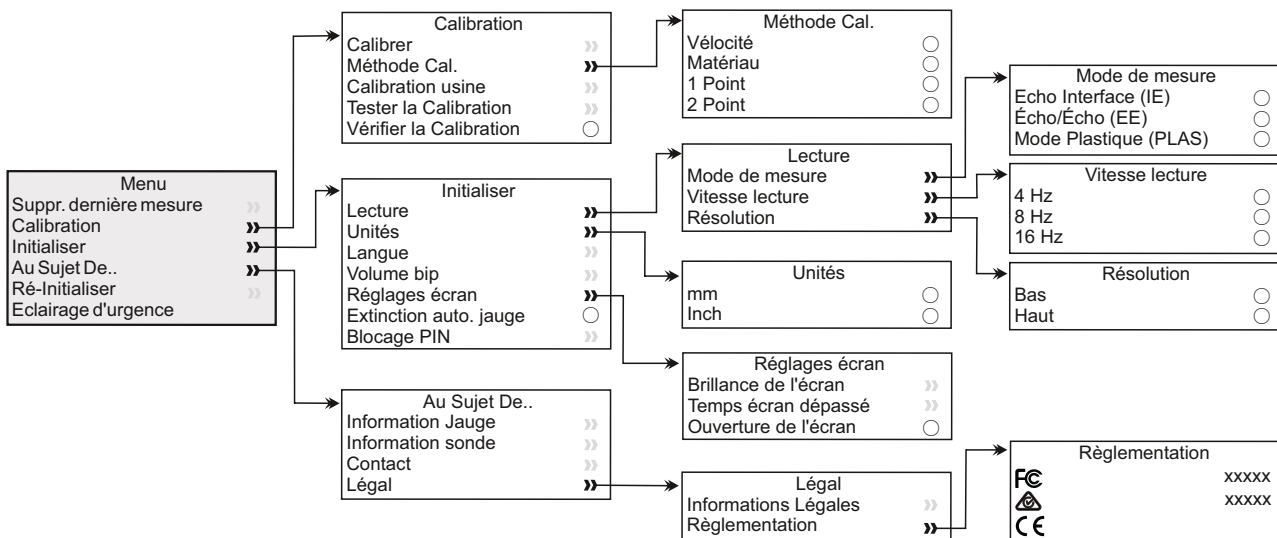 Menu
Suppr. dernière mesure
Calibration
Initialiser
Au Sujet De..
Ré-Initialiser
Eclairage d'urgence
Calibration
Calibrer
Méthode Cal.
Calibration usine
Tester la Calibration
Vérifier la Calibration
Initialiser
Lecture
Unités
Langue
Volume bip
Réglages écran
Extinction auto. jauge
Blocage PIN
Au Sujet De..
Information Jauge
Information sonde
Contact
Légal
Méthode Cal.
Vélocité
Matériau
1 Point
2 Point
Lecture
Mode de mesure
Vitesse lecture
Résolution
Unités
mm
Inch
Réglages écran
Brillance de l'écran
Temps écran dépassé
Ouverture de l'écran
Légal
Informations Légales
Règlementation
Mode de mesure
Echo Interface (IE)
Écho/Écho (EE)
Mode Plastique (PLAS)
Vitesse lecture
4 Hz
8 Hz
16 Hz
Résolution
Bas
Haut
Règlementation
FC xxxxx
xxxxx
CE